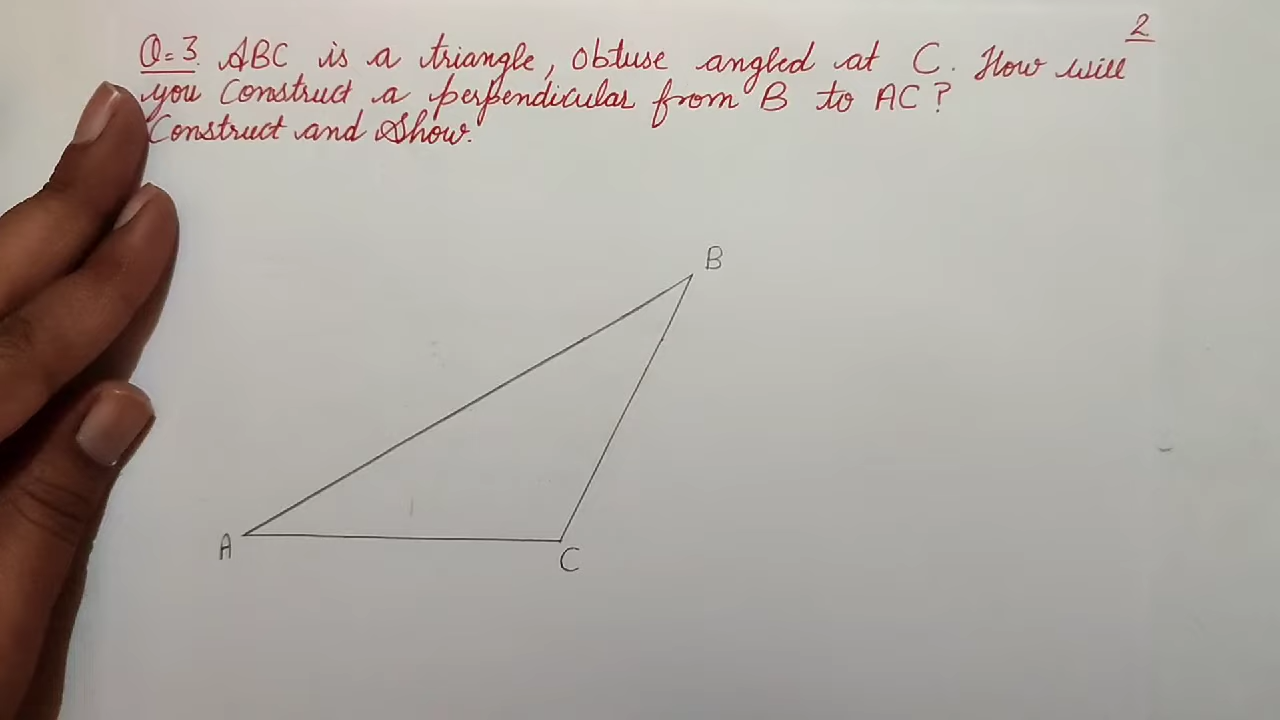 2
Q=3. ABC is a triangle, obtuse angled at C. How will
you Construct a perpendicular from B to AC?
Construct and Show.
B
A
C